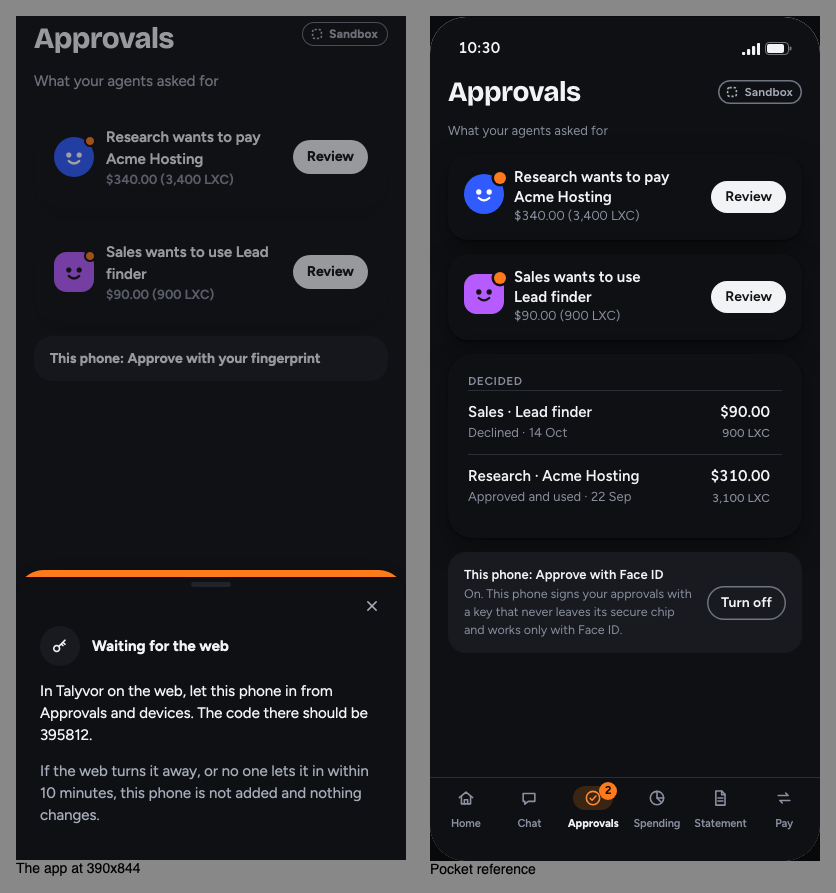 Approvals
Sandbox
What your agents asked for
Research wants to pay
Acme Hosting
$340.00 (3,400 LXC)
Review
Sales wants to use Lead
finder
$90.00 (900 LXC)
Review
This phone: Approve with your fingerprint
Waiting for the web
In Talyvor on the web, let this phone in from
Approvals and devices. The code there should be
395812.
If the web turns it away, or no one lets it in within
10 minutes, this phone is not added and nothing
changes.
The app at 390x844
10:30
Approvals
Sandbox
What your agents asked for
Research wants to pay
Acme Hosting
$340.00 (3,400 LXC)
Review
Sales wants to use
Lead finder
$90.00 (900 LXC)
Review
DECIDED
Sales · Lead finder
$90.00
Declined · 14 Oct
900 LXC
Research · Acme Hosting
$310.00
Approved and used · 22 Sep
3,100 LXC
This phone: Approve with Face ID
On. This phone signs your approvals with
a key that never leaves its secure chip
and works only with Face ID.
Turn off
2
Home
Chat
Approvals
Spending
Statement
Pay
Pocket reference